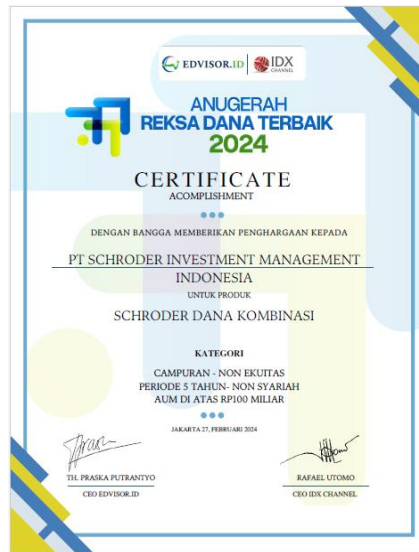 EDVISOR.ID
IDX
CHANNEL
ANUGERAH
REKSA DANA TERBAIK
2024
CERTIFICATE
ACOMPLISHMENT
DENGAN BANGGA MEMBERIKAN PENGHARGAAN KEPADA
PT SCHRODER INVESTMENT MANAGEMENT
INDONESIA
UNTUK PRODUK
SCHRODER DANA KOMBINASI
KATEGORI
CAMPURAN - NON EKUITAS
PERIODE 5 TAHUN- NON SYARIAH
AUM DI ATAS RP100 MILIAR
JAKARTA 27, FEBRUARI 2024
TH. PRASKA PUTRANTYO
CEO EDVISOR.ID
RAFAEL UTOMO
CEO IDX CHANNEL